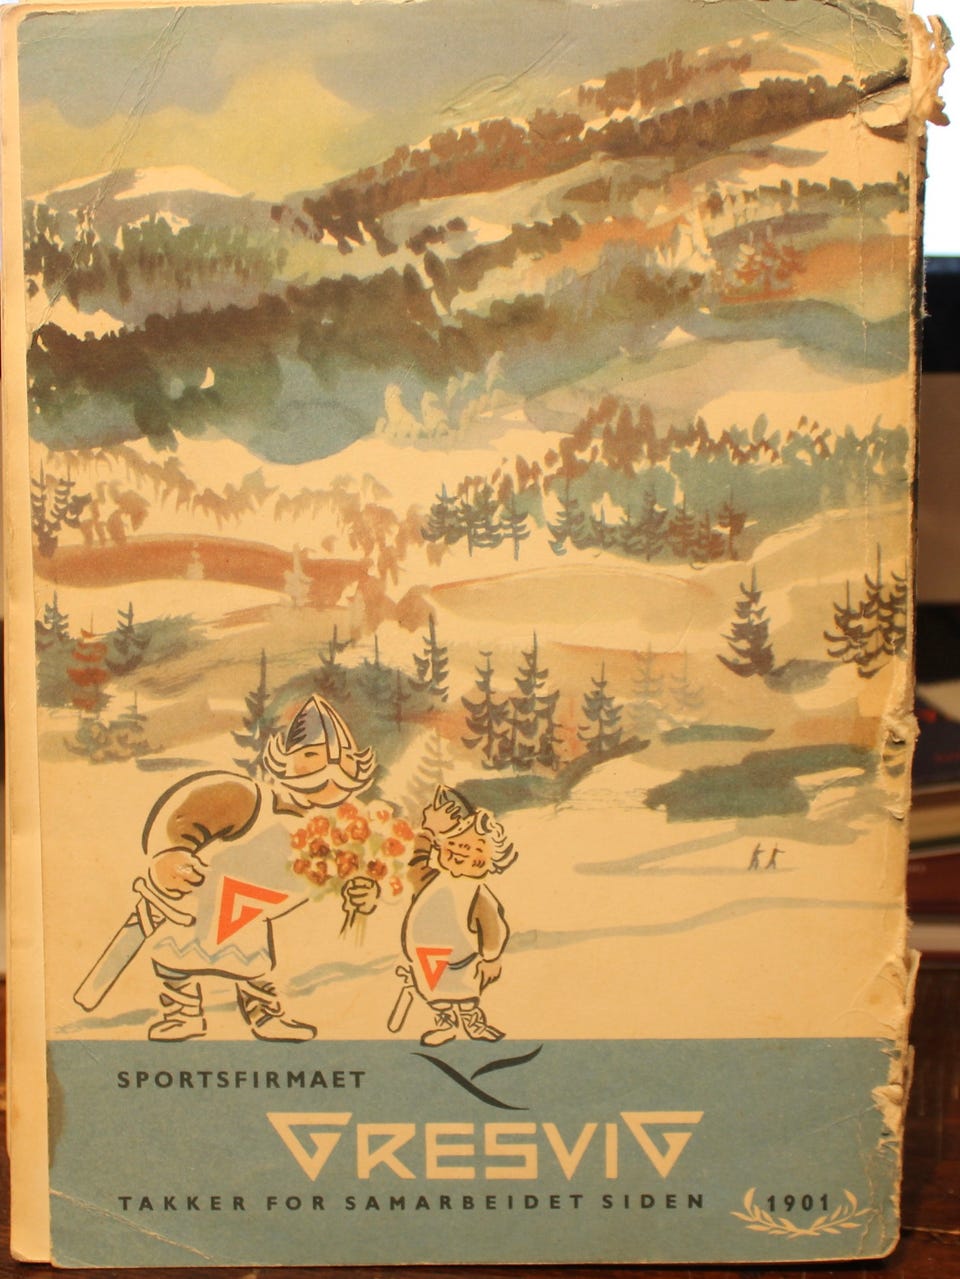 SPORTSFIRMAET
GRESVIG
TAKKER FOR SAMARBEIDET SIDEN 1901